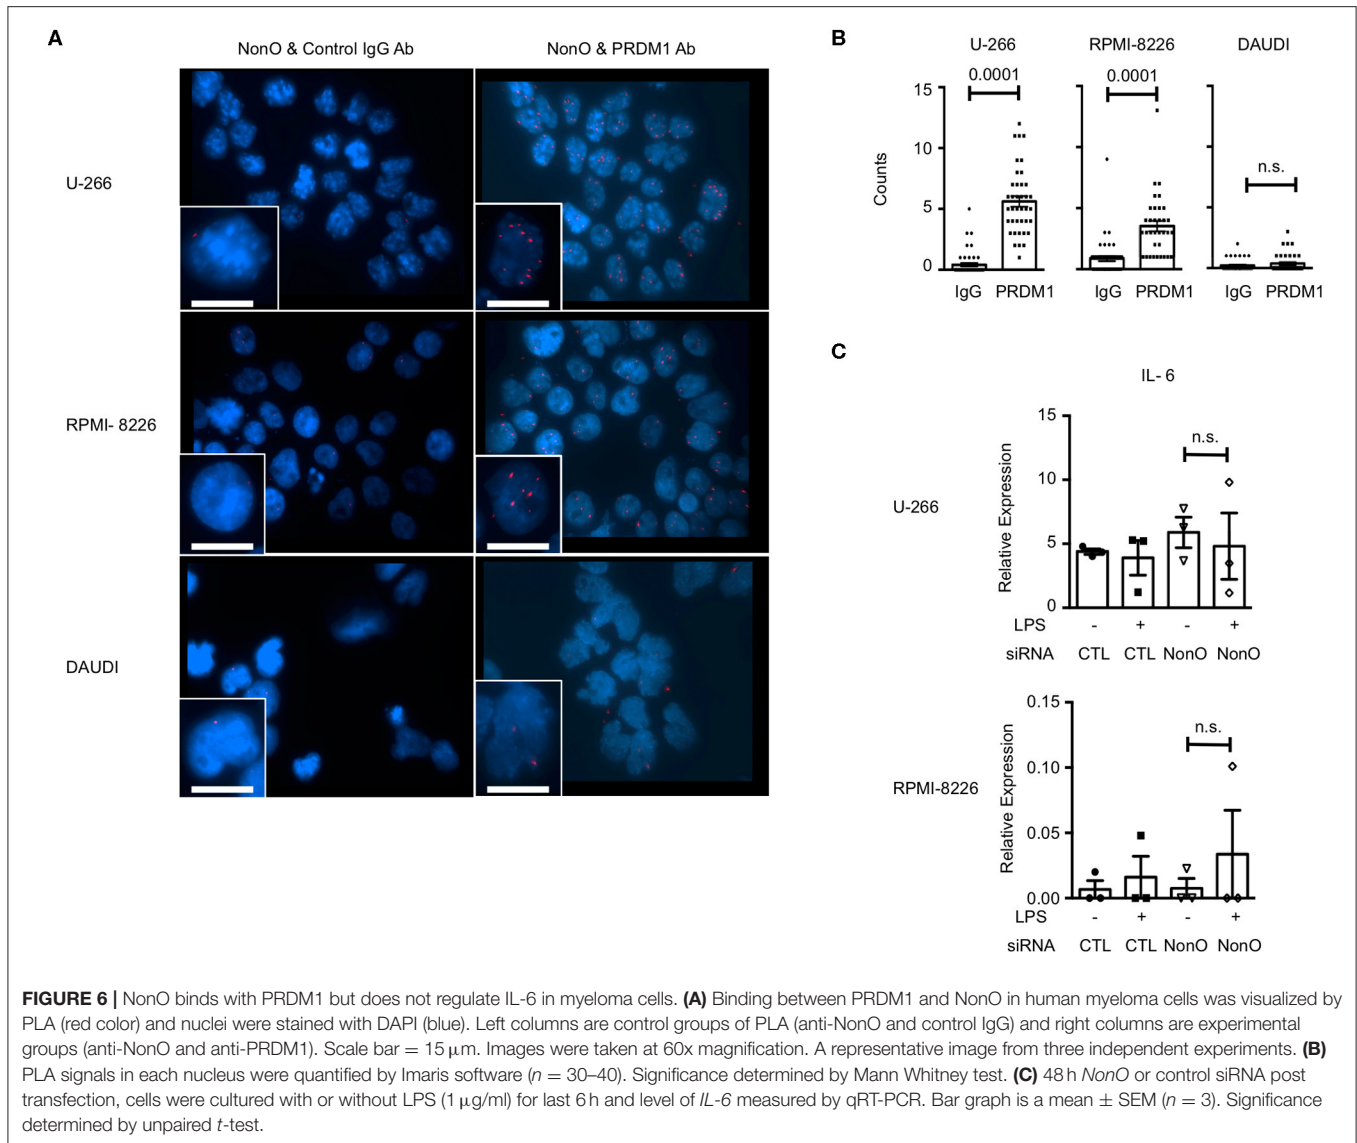 A
NonO & Control IgG Ab
NonO & PRDM1 Ab
U-266
RPMI- 8226
DAUDI
B
U-266
RPMI-8226
DAUDI
0.0001
0.0001
n.s.
15
10
5
0
Counts
IgG PRDM1
IgG PRDM1
IgG PRDM1
C
IL- 6
U-266
Relative Expression
15
10
5
0
n.s.
LPS - + - +
siRNA CTL CTL NonO NonO
RPMI-8226
Relative Expression
0.15
0.10
0.05
0.00
n.s.
LPS - + - +
siRNA CTL CTL NonO NonO
FIGURE 6 | NonO binds with PRDM1 but does not regulate IL-6 in myeloma cells. (A) Binding between PRDM1 and NonO in human myeloma cells was visualized by
PLA (red color) and nuclei were stained with DAPI (blue). Left columns are control groups of PLA (anti-NonO and control IgG) and right columns are experimental
groups (anti-NonO and anti-PRDM1). Scale bar = 15 μm. Images were taken at 60x magnification. A representative image from three independent experiments. (B)
PLA signals in each nucleus were quantified by Imaris software (n = 30–40). Significance determined by Mann Whitney test. (C) 48 h NonO or control siRNA post
transfection, cells were cultured with or without LPS (1 μg/ml) for last 6 h and level of IL-6 measured by qRT-PCR. Bar graph is a mean ± SEM (n = 3). Significance
determined by unpaired t-test.